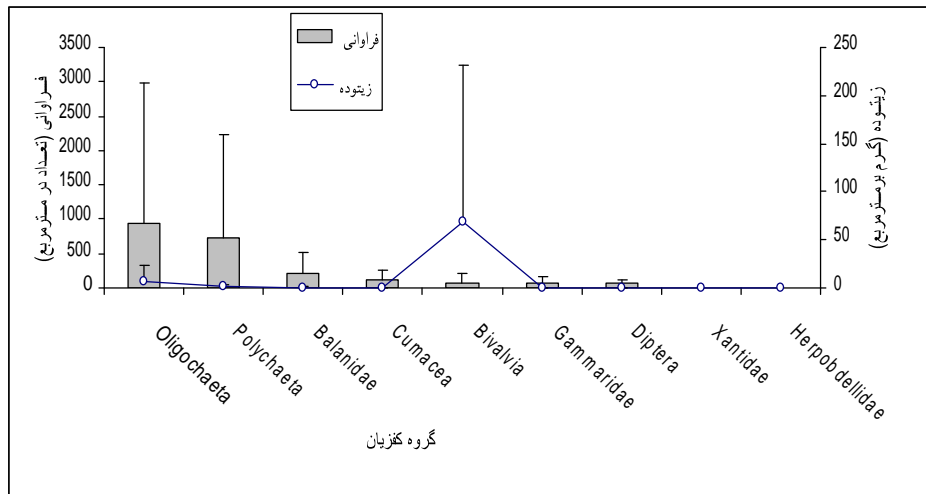 فراوانی
زیتوده
فراوانی (تعداد در مترمربع)
3500
3000
2500
2000
1500
1000
500
0
زیتوده (گرم برمترمربع)
250
200
150
100
50
0
Oligochaeta
Polychaeta
Balanidae
Cumacea
Bivalvia
Gammaridae
Diptera
Xantidae
Herpobdellidae
گروه کفزیان